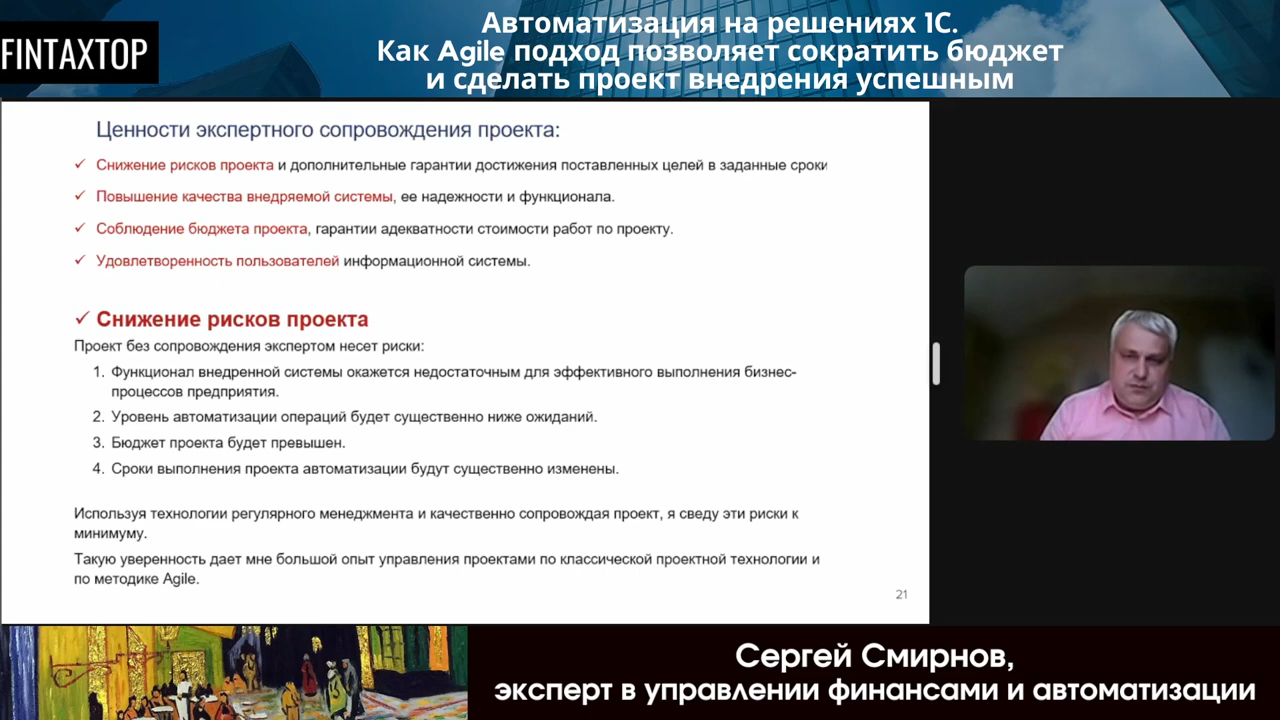 Автоматизация на решениях 1С.
Как Agile подход позволяет сократить бюджет
и сделать проект внедрения успешным
FINTAXTOP
Ценности экспертного сопровождения проекта:
✓ Снижение рисков проекта и дополнительные гарантии достижения поставленных целей в заданные сроки
✓ Повышение качества внедряемой системы, ее надежности и функционала.
✓ Соблюдение бюджета проекта, гарантии адекватности стоимости работ по проекту.
✓ Удовлетворенность пользователей информационной системы.
✓ Снижение рисков проекта
Проект без сопровождения экспертом несет риски:
1. Функционал внедренной системы окажется недостаточным для эффективного выполнения бизнес-
процессов предприятия.
2. Уровень автоматизации операций будет существенно ниже ожиданий.
3. Бюджет проекта будет превышен.
4. Сроки выполнения проекта автоматизации будут существенно изменены.
Используя технологии регулярного менеджмента и качественно сопровождая проект, я сведу эти риски к
минимуму.
Такую уверенность дает мне большой опыт управления проектами по классической проектной технологии и
по методике Agile.
21
Сергей Смирнов,
эксперт в управлении финансами и автоматизации